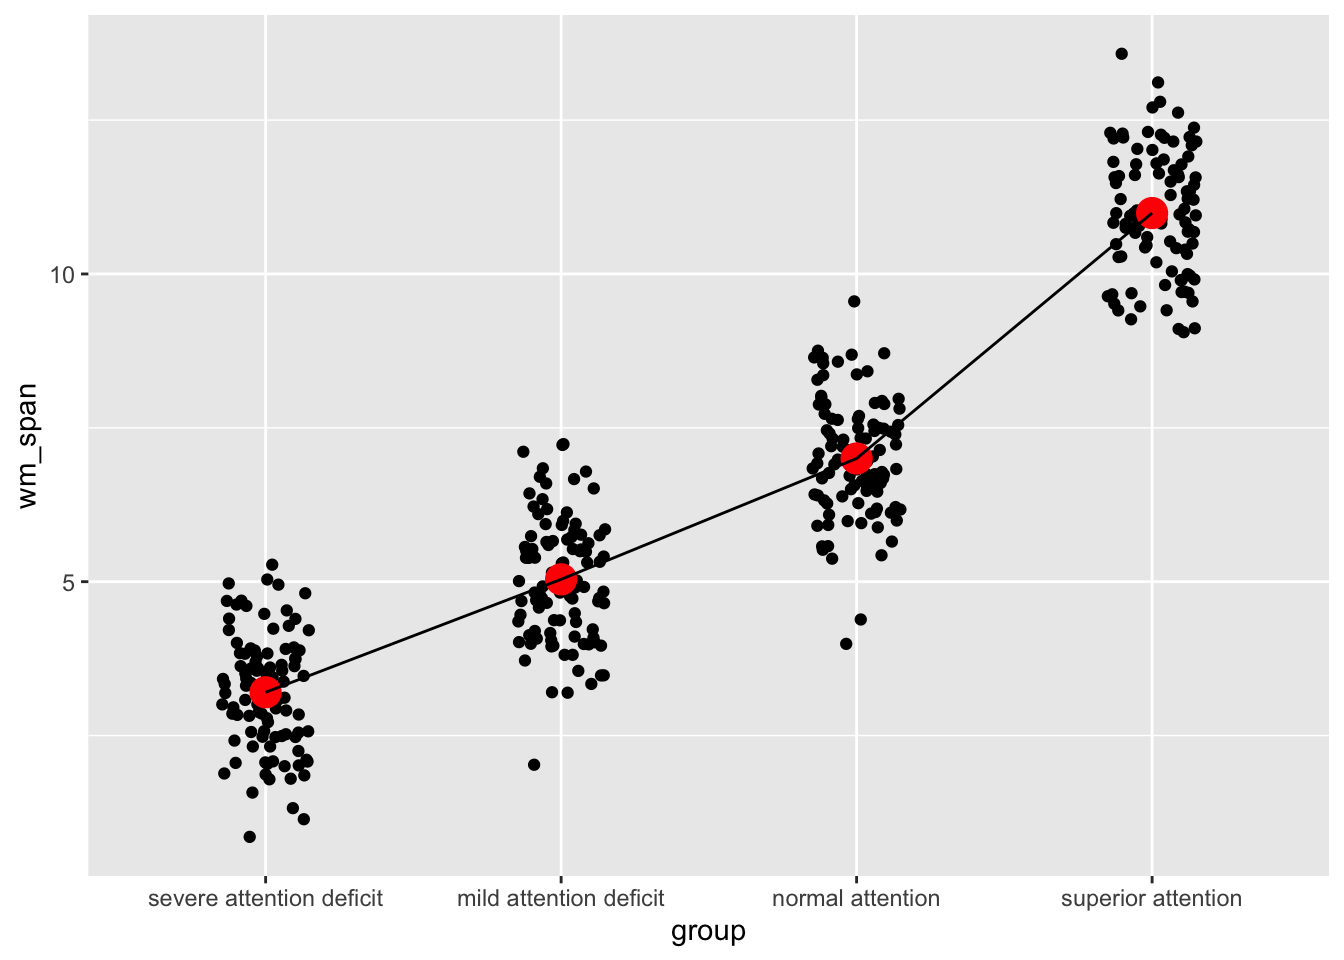 10
5
wm_span
severe attention deficit
mild attention deficit
normal attention
superior attention
group